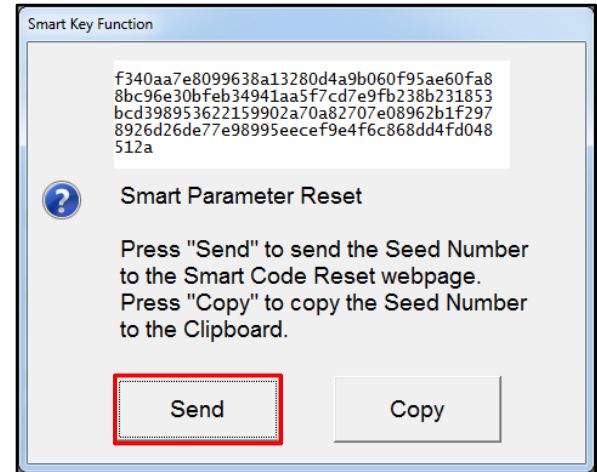 Smart Key Function
f340aa7e8099638a13280d4a9b060f95ae60fa8
8bc96e30bfeb34941aa5f7cd7e9fb238b231853
bcd398953622159902a70a82707e08962b1f297
8926d26de77e98995eecef9e4f6c868dd4fd048
512a
Smart Parameter Reset
Press "Send" to send the Seed Number
to the Smart Code Reset webpage.
Press "Copy" to copy the Seed Number
to the Clipboard.
Send
Copy